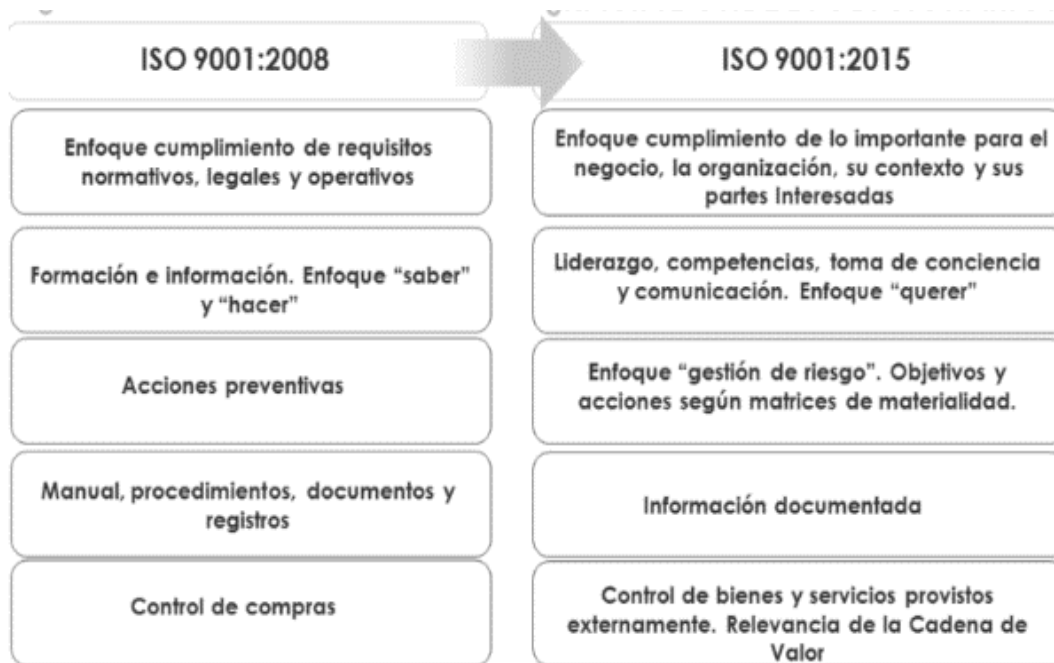 ISO 9001:2008
ISO 9001:2015
Enfoque cumplimiento de requisitos
normativos, legales y operativos
Enfoque cumplimiento de lo importante para el
negocio, la organización, su contexto y sus
partes Interesadas
Formación e información. Enfoque “saber”
y “hacer”
Liderazgo, competencias, toma de conciencia
y comunicación. Enfoque “querer”
Acciones preventivas
Enfoque “gestión de riesgo”. Objetivos y
acciones según matrices de materialidad.
Manual, procedimientos, documentos y
registros
Información documentada
Control de compras
Control de bienes y servicios provistos
externamente. Relevancia de la Cadena de
Valor